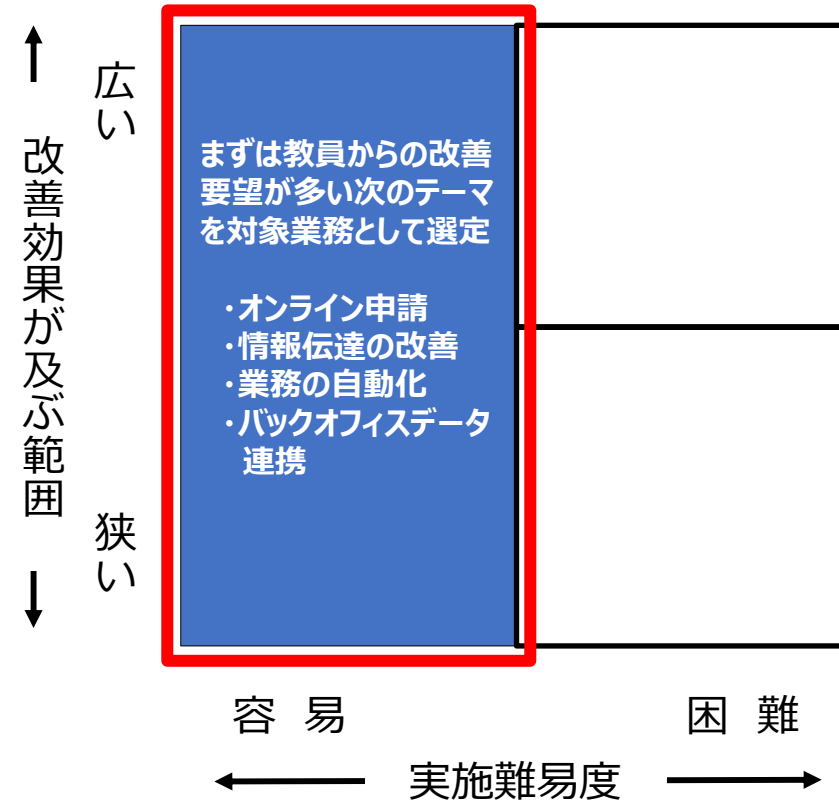 広い
改善効果が及ぶ範囲
狭い
まずは教員からの改善
要望が多い次のテーマ
を対象業務として選定
・オンライン申請
・情報伝達の改善
・業務の自動化
・バックオフィスデータ
連携
容易
困難
実施難易度